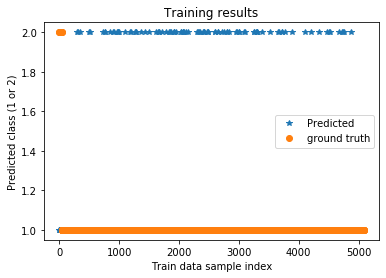 Training results
Predicted class (1 or 2)
2.0
1.8
1.6
1.4
1.2
1.0
Predicted
ground truth
0 1000 2000 3000 4000 5000
Train data sample index